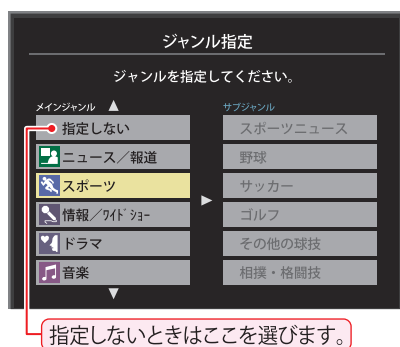 ジャンル指定
ジャンルを指定してください。
メインジャンル
指定しない
ニュース／報道
スポーツ
情報／ﾜｲﾄﾞｼｮｰ
ドラマ
音楽
サブジャンル
スポーツニュース
野球
サッカー
ゴルフ
その他の球技
相撲・格闘技
指定しないときはここを選びます。